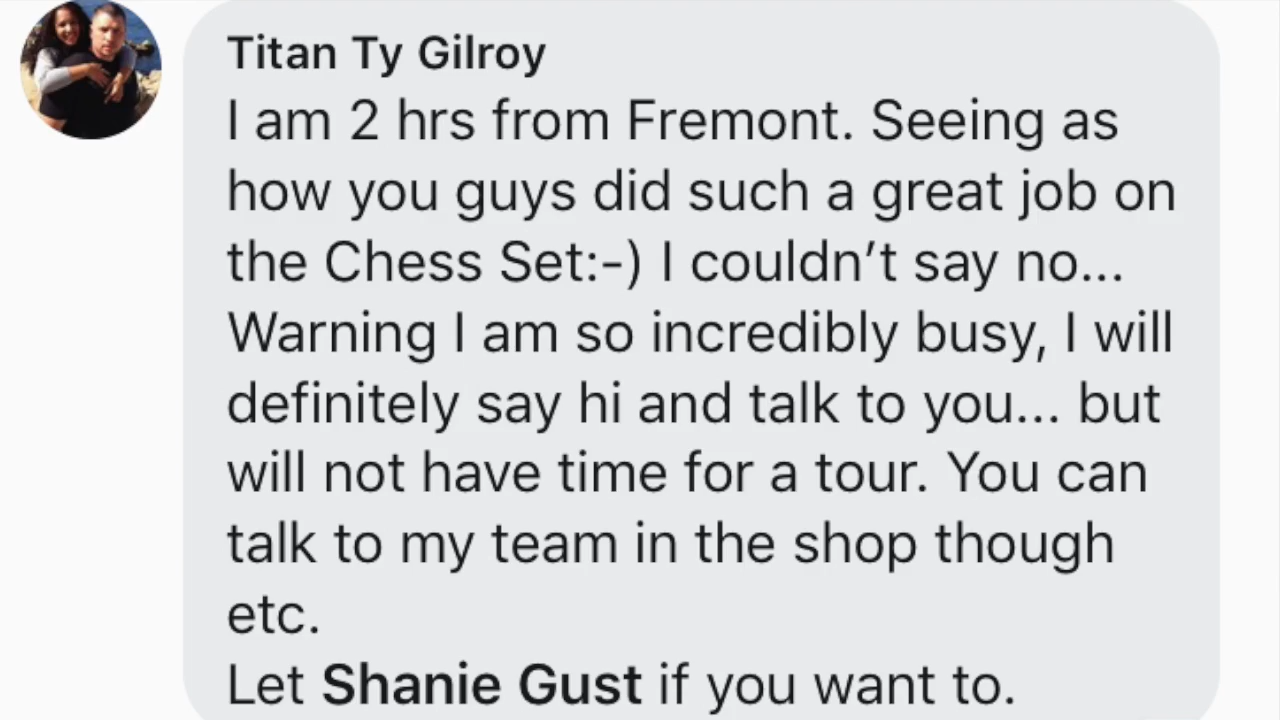 Titan Ty Gilroy
I am 2 hrs from Fremont. Seeing as
how you guys did such a great job on
the Chess Set:-) I couldn’t say no...
Warning I am so incredibly busy, I will
definitely say hi and talk to you... but
will not have time for a tour. You can
talk to my team in the shop though
etc.
Let Shanie Gust if you want to.